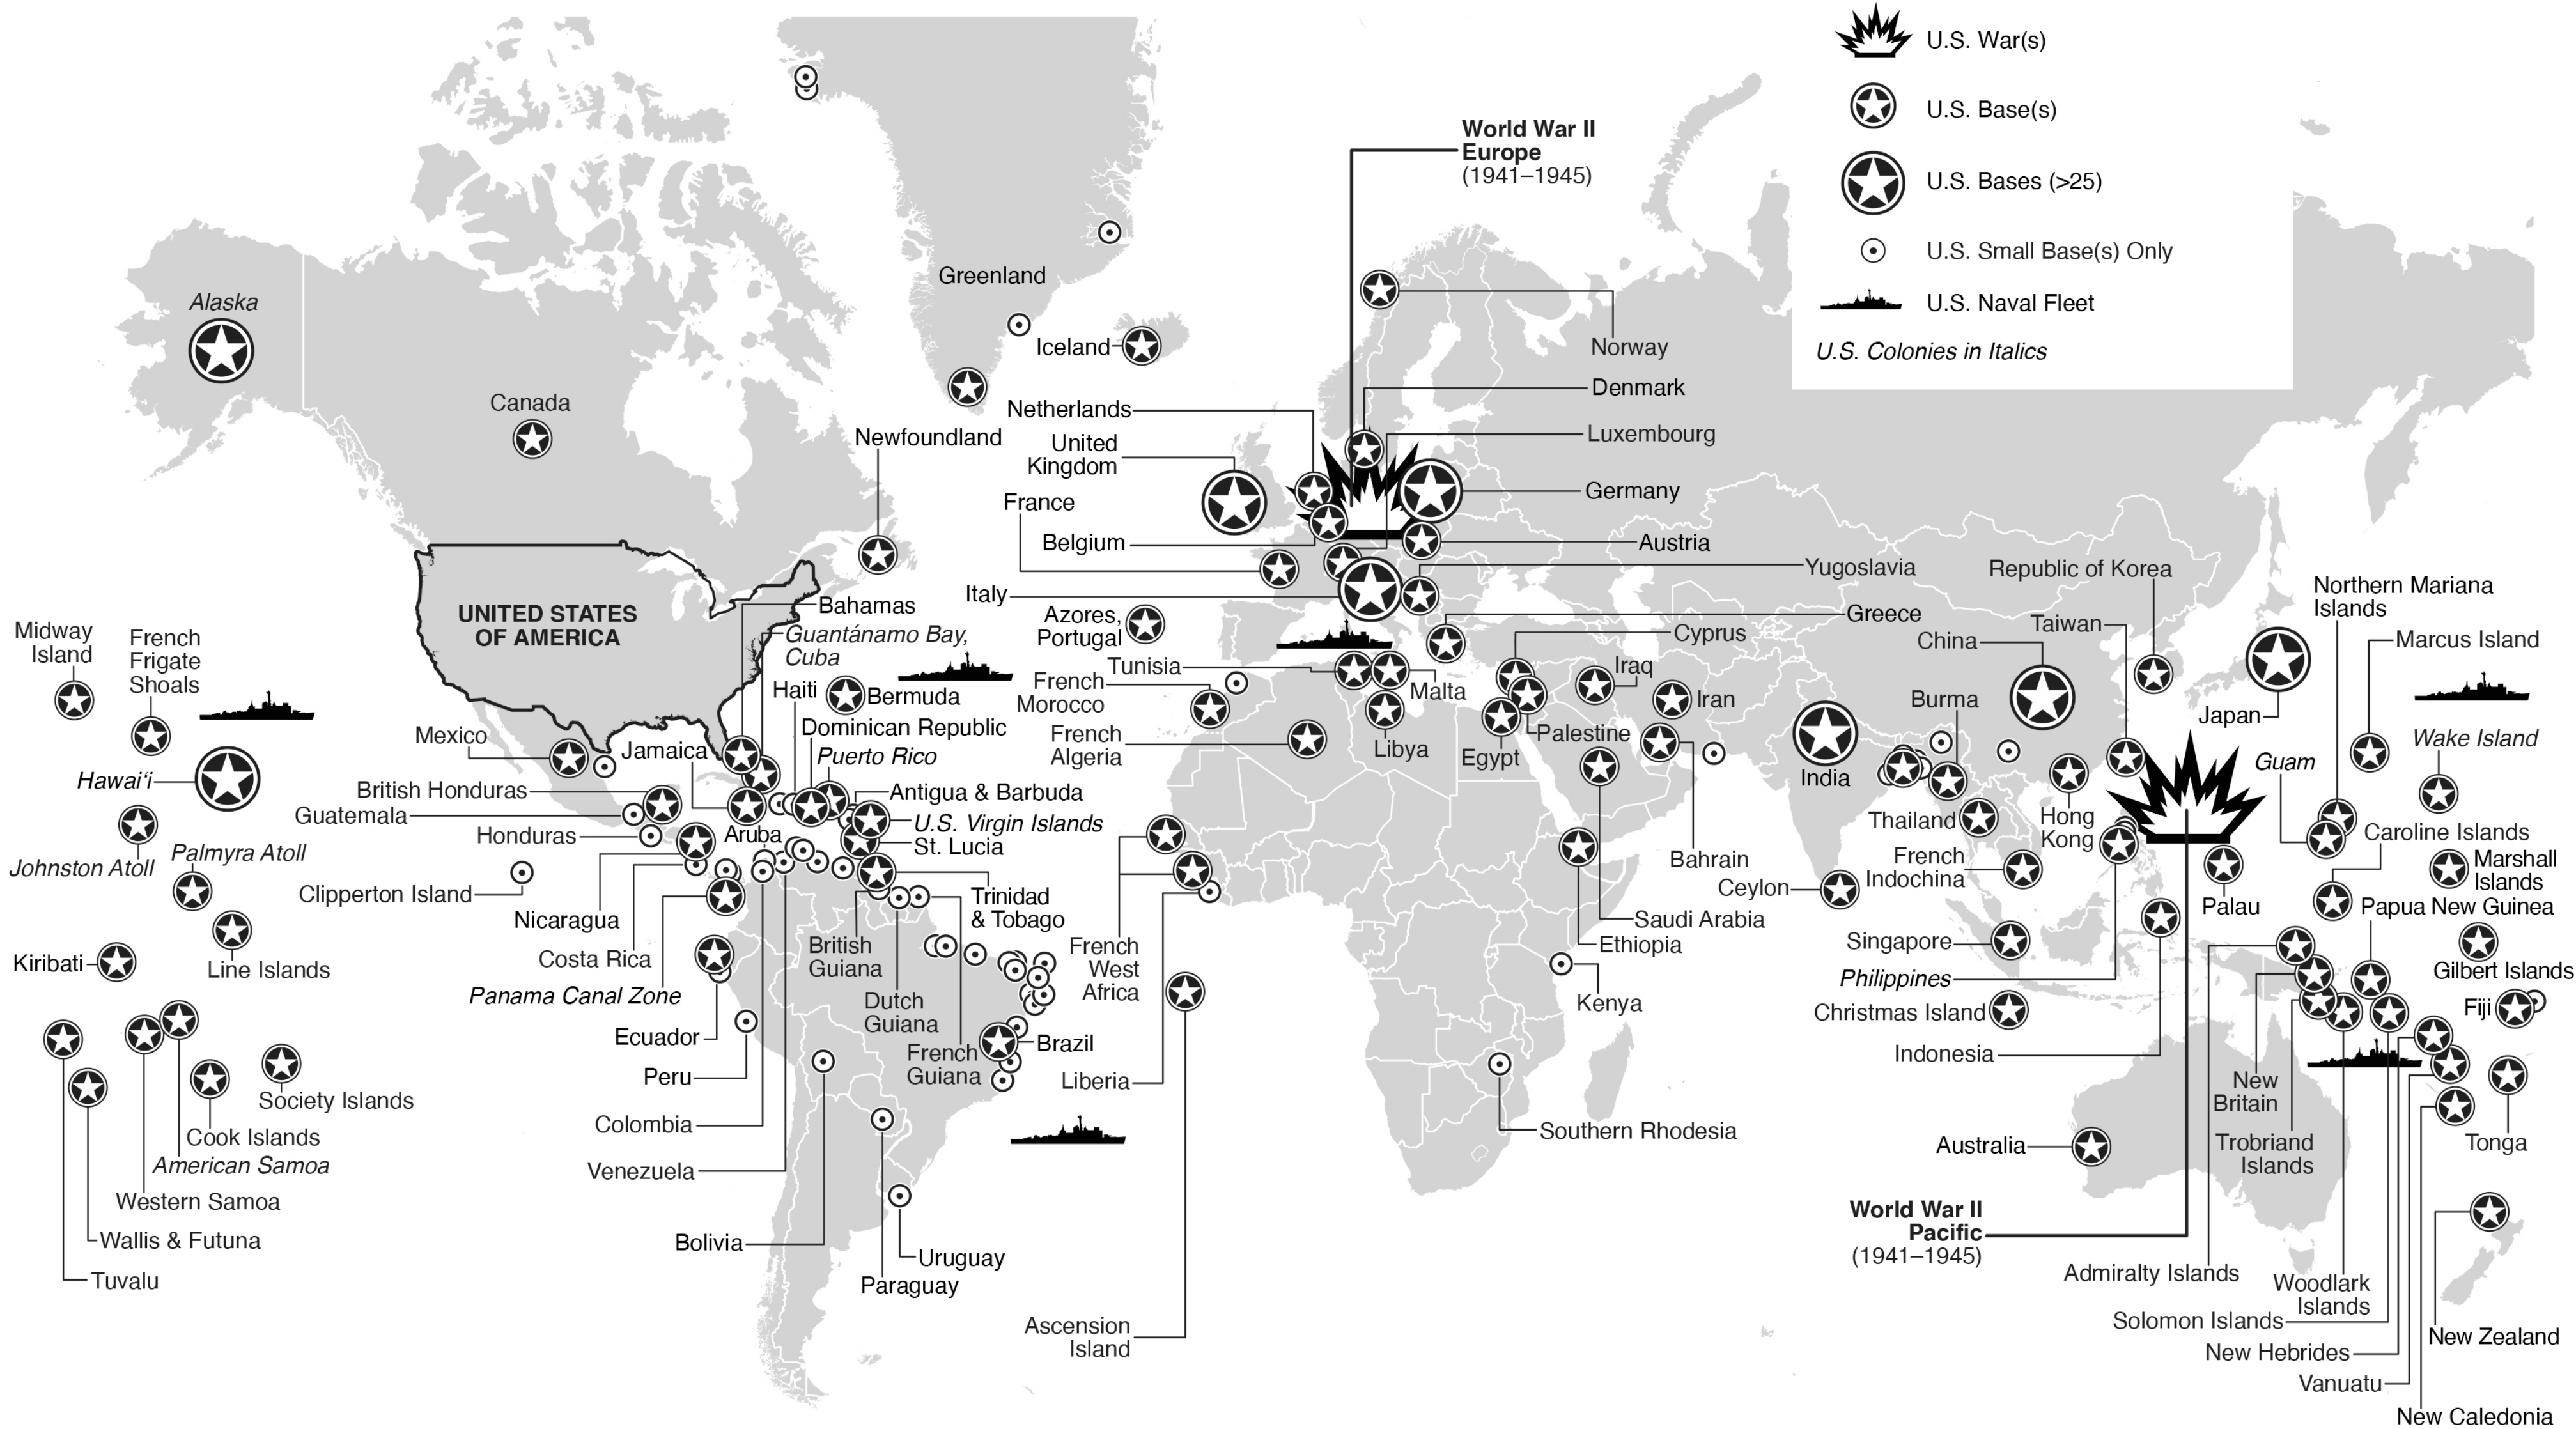 U.S. War(s)
U.S. Base(s)
U.S. Bases (>25)
U.S. Small Base(s) Only
U.S. Naval Fleet
U.S. Colonies in Italics
World War II
Europe
(1941–1945)
Greenland
Alaska
Iceland
Norway
Canada
Denmark
Netherlands
Newfoundland
Luxembourg
United
Kingdom
Germany
France
Belgium
Austria
Yugoslavia
Republic of Korea
Northern Mariana
Islands
Italy
UNITED STATES
OF AMERICA
Bahamas
Azores,
Portugal
Greece
Cyprus
China
Taiwan
Marcus Island
Midway
Island
French
Frigate
Shoals
Guantánamo Bay,
Cuba
Tunisia
Iraq
Haiti
Bermuda
French
Morocco
Malta
Iran
Burma
Japan
Mexico
Jamaica
Dominican Republic
Puerto Rico
French
Algeria
Libya
Egypt
Palestine
India
Guam
Wake Island
Hawai‘i
British Honduras
Antigua & Barbuda
Guatemala
Honduras
Aruba
U.S. Virgin Islands
St. Lucia
Thailand
Hong
Kong
Caroline Islands
Johnston Atoll
Palmyra Atoll
Bahrain
French
Indochina
Marshall
Islands
Clipperton Island
Ceylon
Trinidad
& Tobago
Nicaragua
Palau
Papua New Guinea
Saudi Arabia
Ethiopia
Singapore
Kiribati
Line Islands
Costa Rica
British
Guiana
French
West
Africa
Gilbert Islands
Philippines
Panama Canal Zone
Dutch
Guiana
Kenya
Christmas Island
Fiji
Ecuador
French
Guiana
Brazil
Indonesia
Peru
Liberia
New
Britain
Society Islands
Cook Islands
American Samoa
Colombia
Southern Rhodesia
Australia
Trobriand
Islands
Tonga
Venezuela
Western Samoa
World War II
Pacific
(1941–1945)
Wallis & Futuna
Bolivia
Uruguay
Tuvalu
Paraguay
Admiralty Islands
Woodlark
Islands
Ascension
Island
Solomon Islands
New Zealand
New Hebrides
Vanuatu
New Caledonia